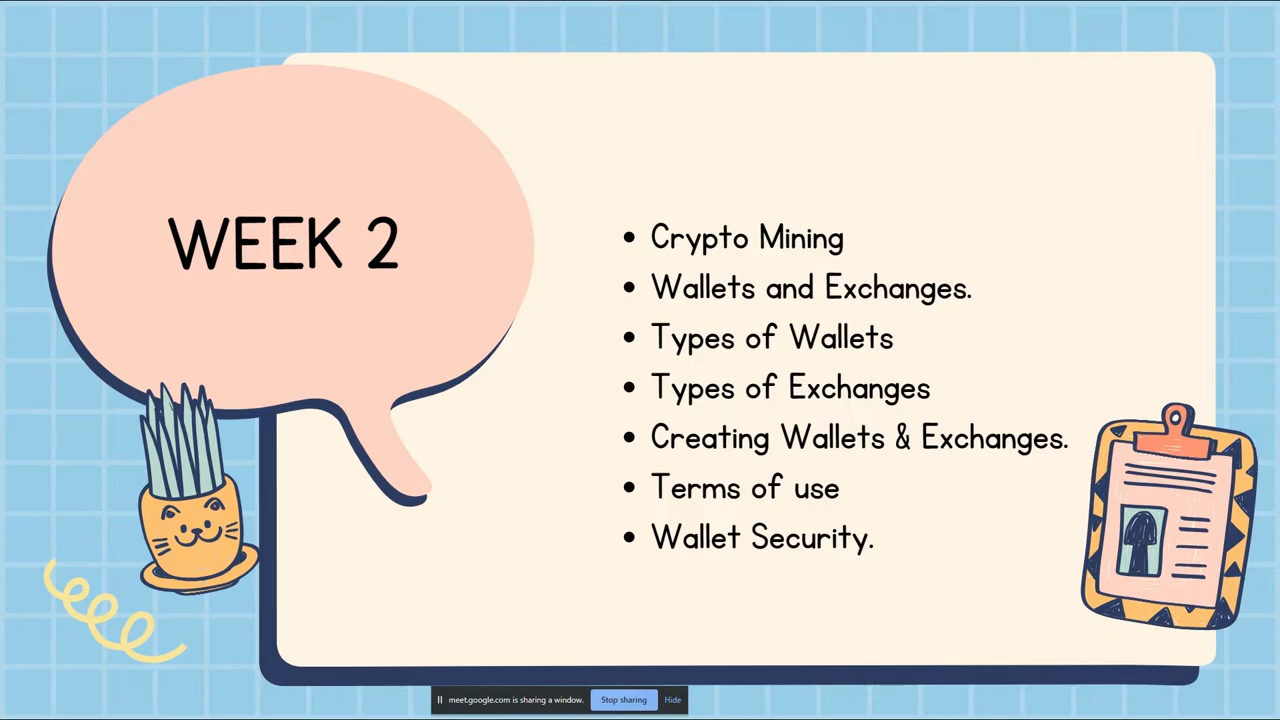 WEEK 2
Crypto Mining
Wallets and Exchanges.
Types of Wallets
Types of Exchanges
Creating Wallets & Exchanges.
Terms of use
Wallet Security.
meet.google.com is sharing a window. Stop sharing Hide